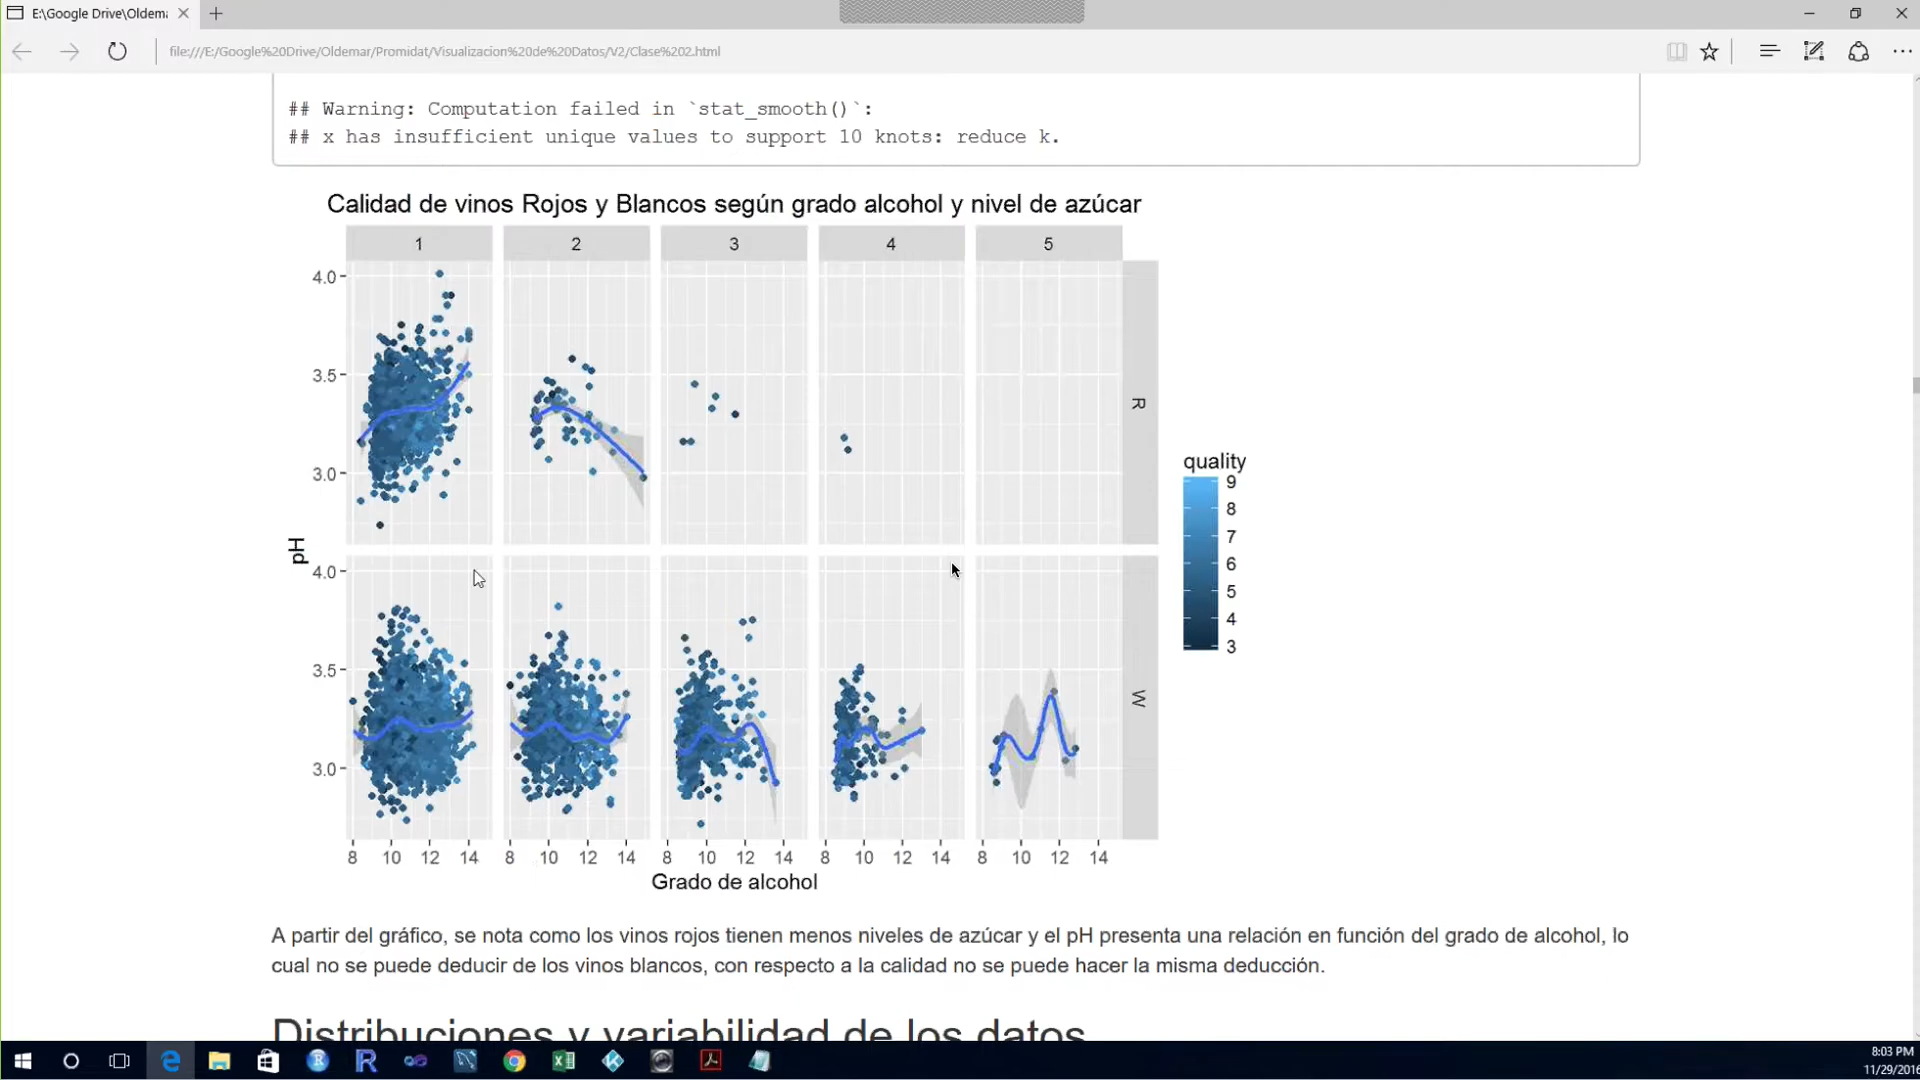 E:\Google Drive\Oldema
file:///E:/Google%20Drive/Oldemar/Promidat/Visualizacion%20de%20Datos/V2/Clase%202.html
## Warning: Computation failed in `stat_smooth()`:
## x has insufficient unique values to support 10 knots: reduce k.
Calidad de vinos Rojos y Blancos según grado alcohol y nivel de azúcar
1 2 3 4 5
4.0
3.5
3.0
R
pH
4.0
3.5
3.0
W
8 10 12 14 8 10 12 14 8 10 12 14 8 10 12 14 8 10 12 14
Grado de alcohol
quality
9
8
7
6
5
4
3
A partir del gráfico, se nota como los vinos rojos tienen menos niveles de azúcar y el pH presenta una relación en función del grado de alcohol, lo
cual no se puede deducir de los vinos blancos, con respecto a la calidad no se puede hacer la misma deducción.
Distribuciones y variabilidad de los datos
8:03 PM
11/29/2016